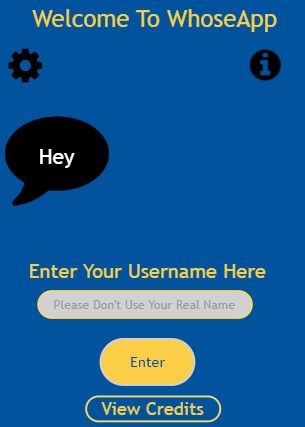 Welcome To WhoseApp
Hey
Enter Your Username Here
Please Don't Use Your Real Name
Enter
View Credits